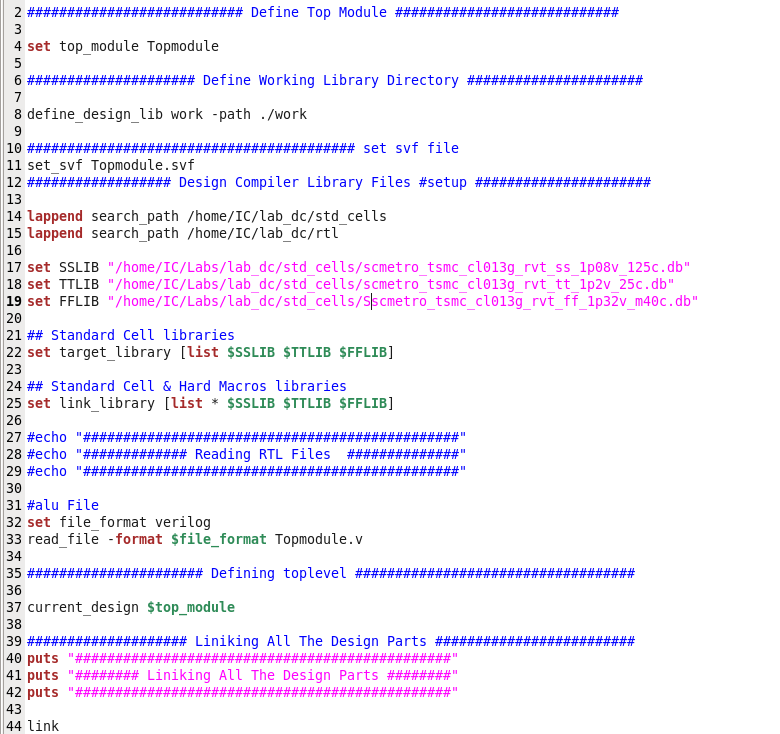 2 ########################### Define Top Module ############################
3
4 set top_module Topmodule
5
6 ##################### Define Working Library Directory ######################
7
8 define_design_lib work -path ./work
9
10 ######################################### set svf file
11 set_svf Topmodule.svf
12 ################## Design Compiler Library Files #setup ######################
13
14 lappend search_path /home/IC/lab_dc/std_cells
15 lappend search_path /home/IC/lab_dc/rtl
16
17 set SSLIB "/home/IC/Labs/lab_dc/std_cells/scmetro_tsmc_cl013g_rvt_ss_1p08v_125c.db"
18 set TTLIB "/home/IC/Labs/lab_dc/std_cells/scmetro_tsmc_cl013g_rvt_tt_1p2v_25c.db"
19 set FFLIB "/home/IC/Labs/lab_dc/std_cells/Sscmetro_tsmc_cl013g_rvt_ff_1p32v_m40c.db"
20
21 ## Standard Cell libraries
22 set target_library [list $SSLIB $TTLIB $FFLIB]
23
24 ## Standard Cell & Hard Macros libraries
25 set link_library [list * $SSLIB $TTLIB $FFLIB]
26
27 #echo "###############################################"
28 #echo "############# Reading RTL Files  ##############"
29 #echo "###############################################"
30
31 #alu File
32 set file_format verilog
33 read_file -format $file_format Topmodule.v
34
35 ###################### Defining toplevel ###################################
36
37 current_design $top_module
38
39 #################### Liniking All The Design Parts #########################
40 puts "###############################################"
41 puts "######## Liniking All The Design Parts ########"
42 puts "###############################################"
43
44 link